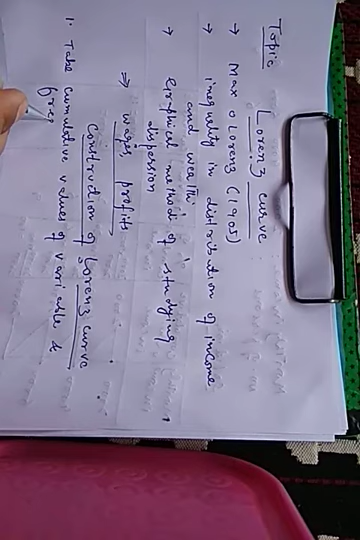 Topic Lorenz curve :
→ Max O Lorenz (1905)
→ inequality in distribution of income
and wealth
→ Graphical method of studying
dispersion
⇒ wages, profits
Construction of Lorenz curve
1. Take cumulative values of variable &